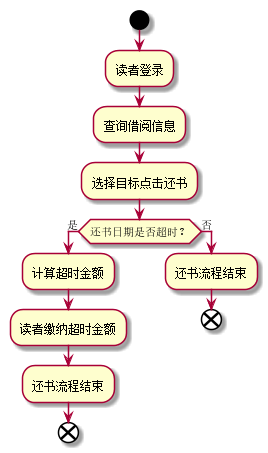 读者登录
查询借阅信息
选择目标点击还书
还书日期是否超时？
是
否
计算超时金额
还书流程结束
读者缴纳超时金额
还书流程结束